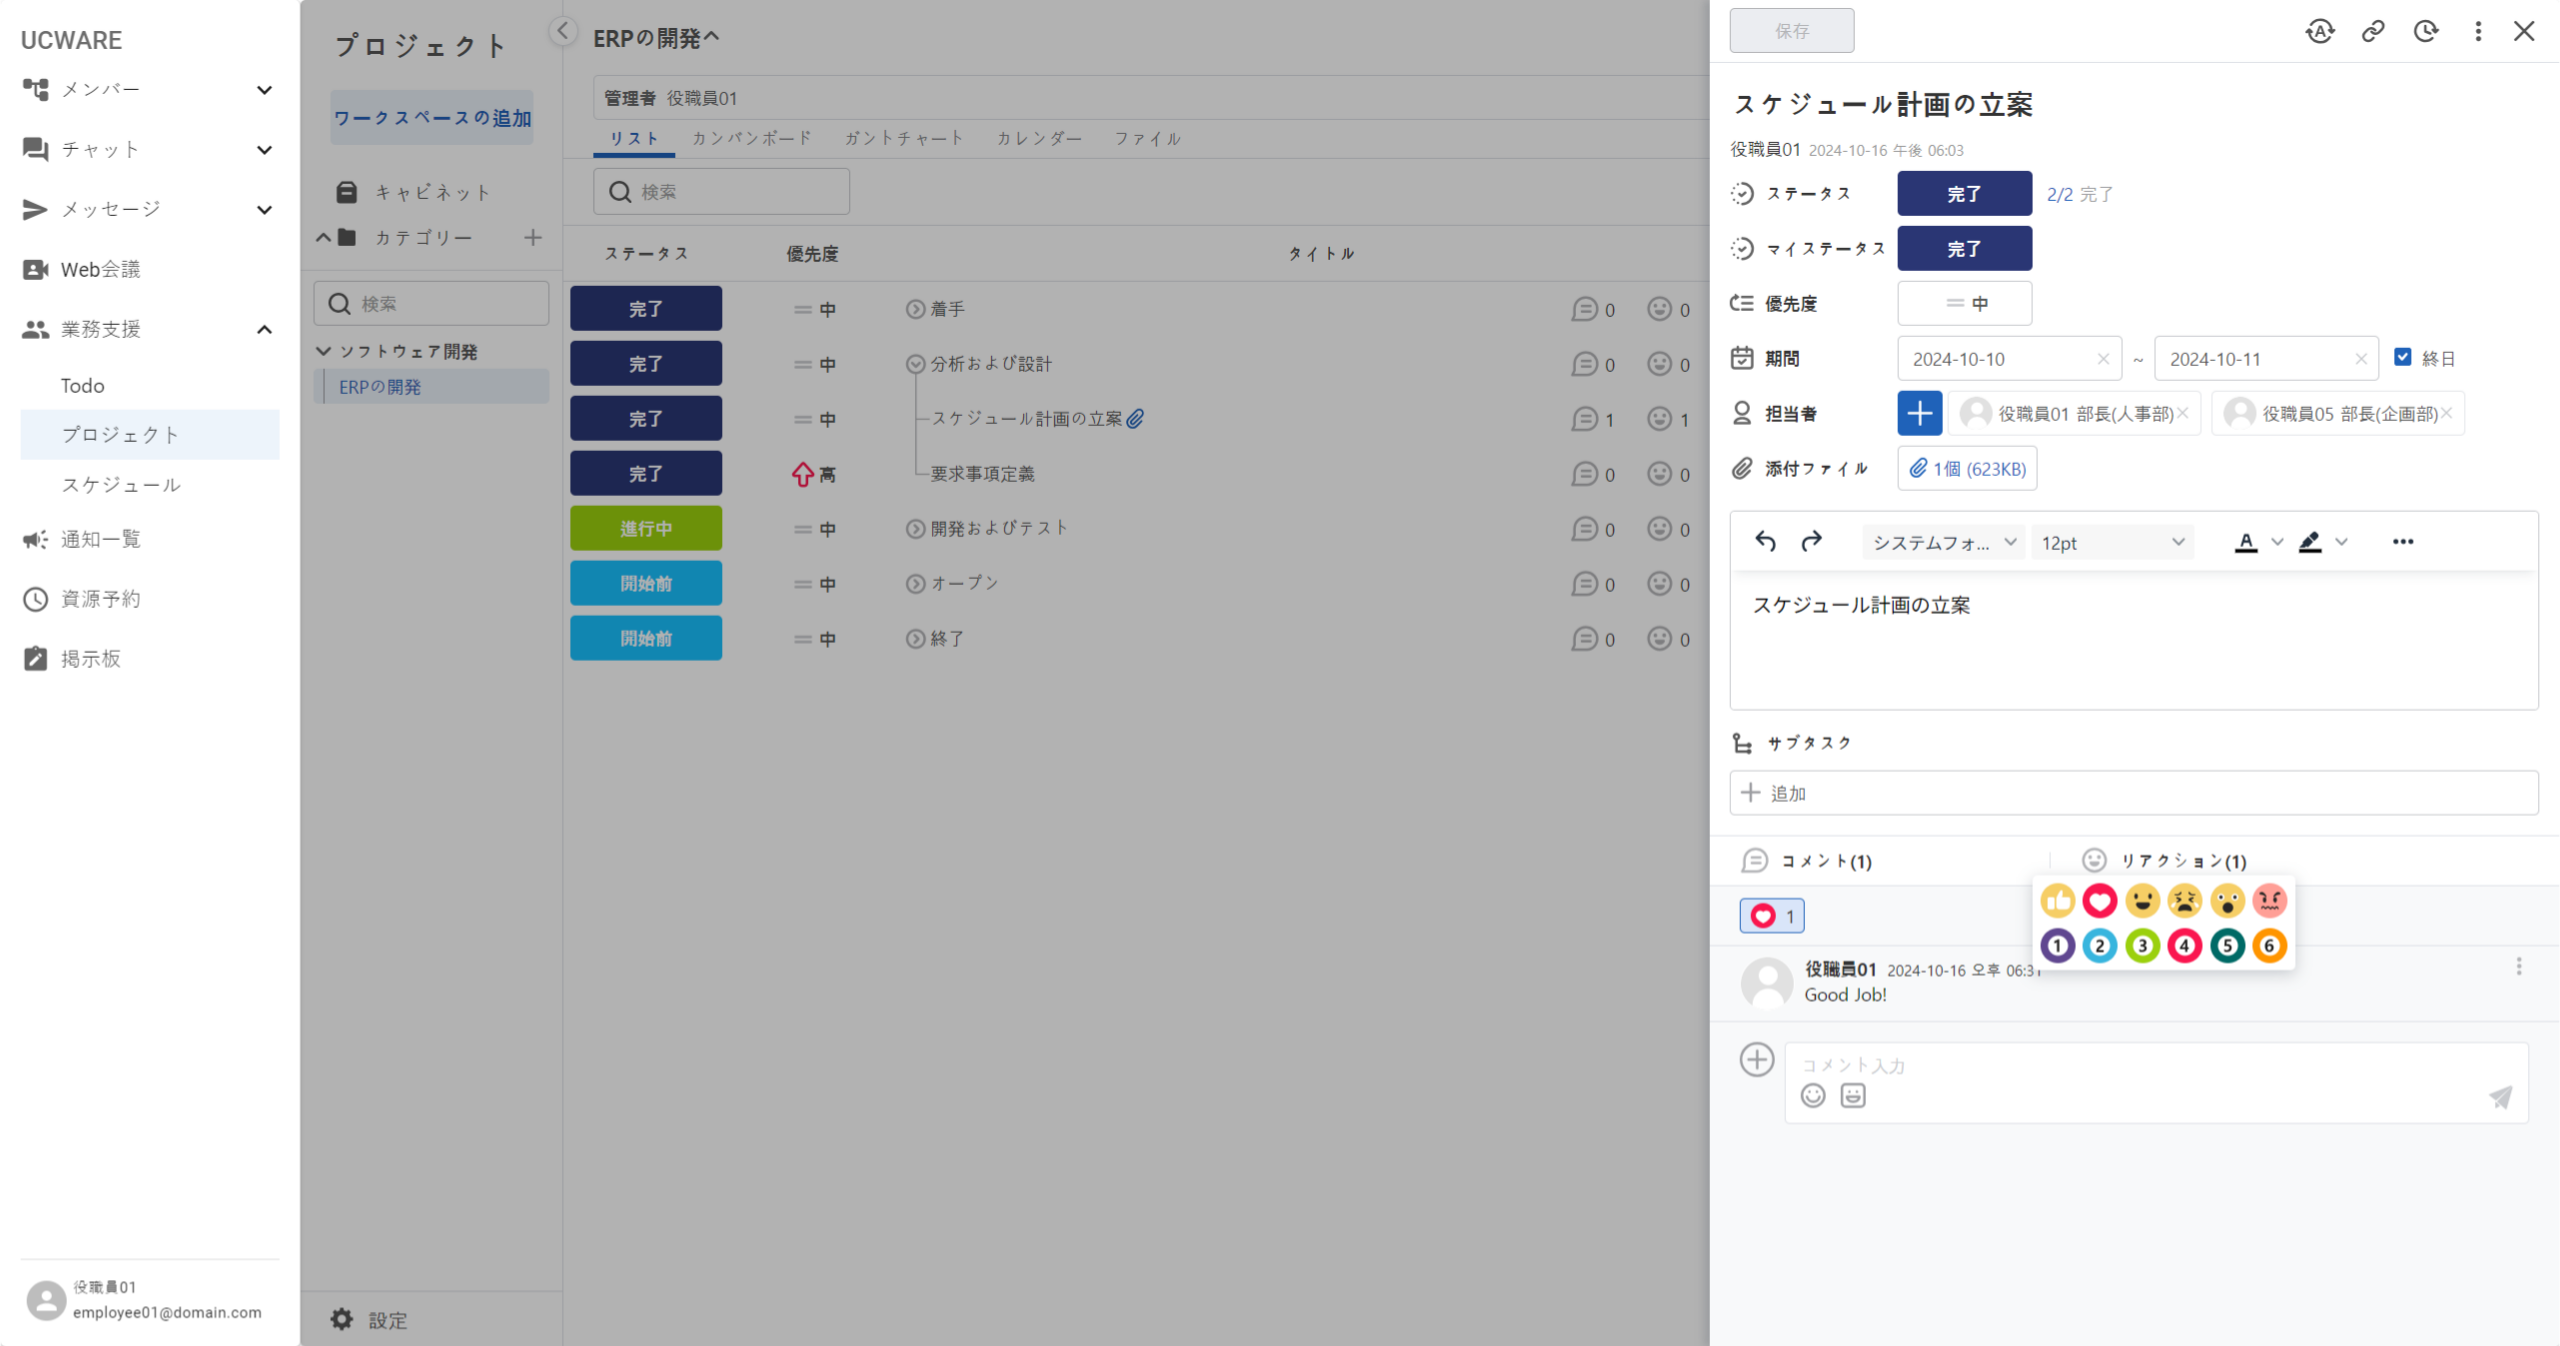 UCWARE
メンバー
チャット
メッセージ
Web会議
業務支援
Todo
プロジェクト
スケジュール
通知一覧
資源予約
掲示板
役職員01
employee01@domain.com
プロジェクト
ワークスペースの追加
キャビネット
カテゴリー
検索
ソフトウェア開発
ERPの開発
設定
ERPの開発
管理者 役職員01
リスト カンバンボード ガントチャート カレンダー ファイル
検索
ステータス 優先度 タイトル
完了 中 着手 0 0
完了 中 分析および設計 0 0
完了 中 スケジュール計画の立案 1 1
完了 高 要求事項定義 0 0
進行中 中 開発およびテスト 0 0
開始前 中 オープン 0 0
開始前 中 終了 0 0
保存
スケジュール計画の立案
役職員01 2024-10-16 午後 06:03
ステータス 完了 2/2 完了
マイステータス 完了
優先度 中
期間 2024-10-10 ~ 2024-10-11 終日
担当者 役職員01 部長(人事部) 役職員05 部長(企画部)
添付ファイル 1個 (623KB)
システムフォ... 12pt
スケジュール計画の立案
サブタスク
追加
コメント(1) リアクション(1)
1
1 2 3 4 5 6
役職員01 2024-10-16 오후 06:31
Good Job!
コメント入力